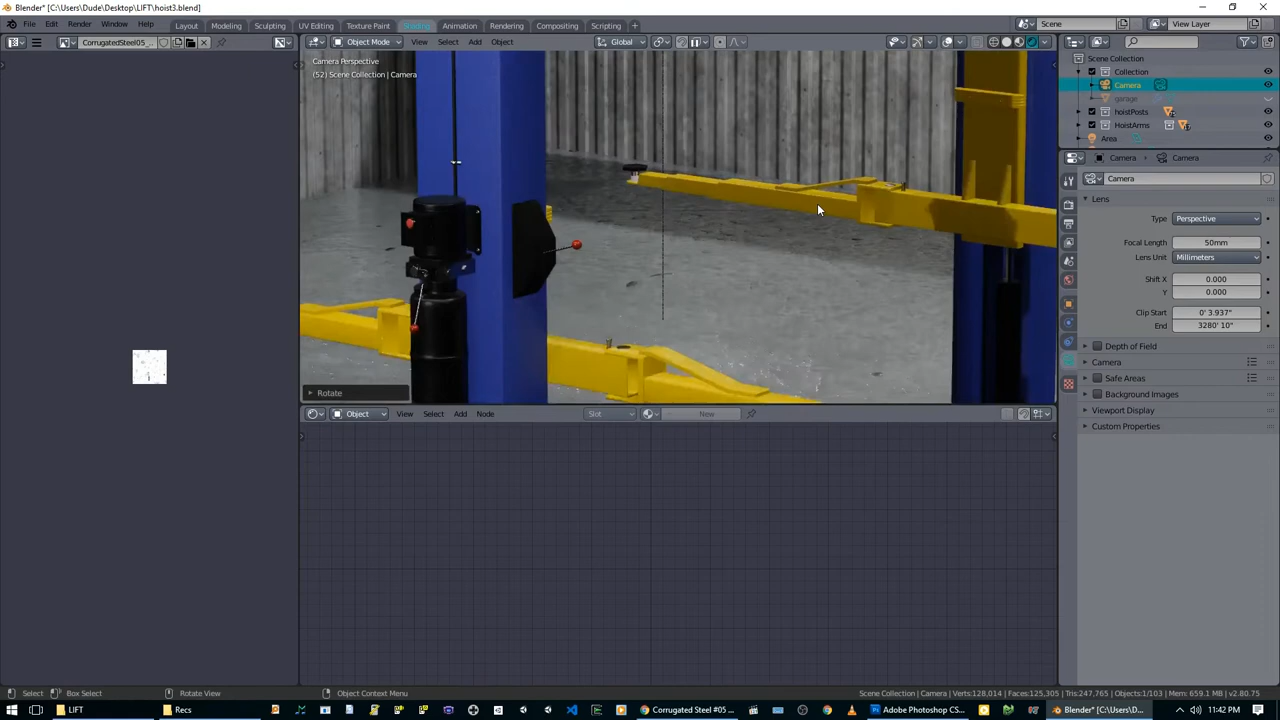 Blender* [C:\Users\Dude\Desktop\LIFT\hoist3.blend]
File Edit Render Window Help Layout Modeling Sculpting UV Editing Texture Paint Shading Animation Rendering Compositing Scripting + Scene View Layer
CorrugatedSteel05_... Object Mode View Select Add Object Global
Camera Perspective
(52) Scene Collection | Camera
Scene Collection
Collection
Camera
garage
hoistPosts
HoistArms
Area
Camera Camera
Camera
Lens
Type Perspective
Focal Length 50mm
Lens Unit Millimeters
Shift X 0.000
Y 0.000
Clip Start 0' 3.937"
End 3280' 10"
Depth of Field
Camera
Safe Areas
Background Images
Viewport Display
Custom Properties
Rotate
Object View Select Add Node Slot New
Select Box Select Rotate View Object Context Menu Scene Collection | Camera | Verts:128,014 | Faces:125,305 | Tris:247,765 | Objects:1/103 | Mem: 659.1 MB | v2.80.75
LIFT Recs Corrugated Steel #05 ... Adobe Photoshop CS... Blender* [C:\Users\D... 11:42 PM